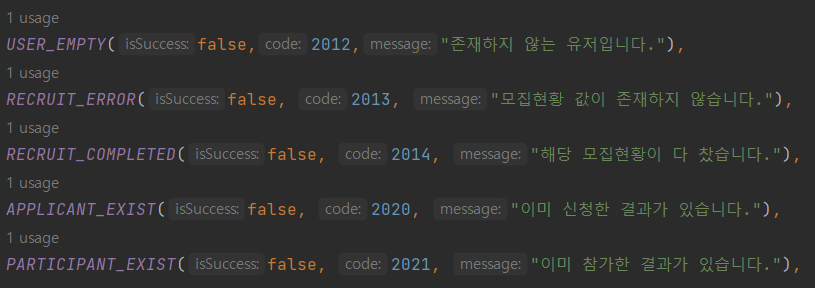 1 usage
USER_EMPTY( isSuccess: false, code: 2012, message: "존재하지 않는 유저입니다."),
1 usage
RECRUIT_ERROR( isSuccess: false, code: 2013, message: "모집현황 값이 존재하지 않습니다."),
1 usage
RECRUIT_COMPLETED( isSuccess: false, code: 2014, message: "해당 모집현황이 다 찼습니다."),
1 usage
APPLICANT_EXIST( isSuccess: false, code: 2020, message: "이미 신청한 결과가 있습니다."),
1 usage
PARTICIPANT_EXIST( isSuccess: false, code: 2021, message: "이미 참가한 결과가 있습니다."),